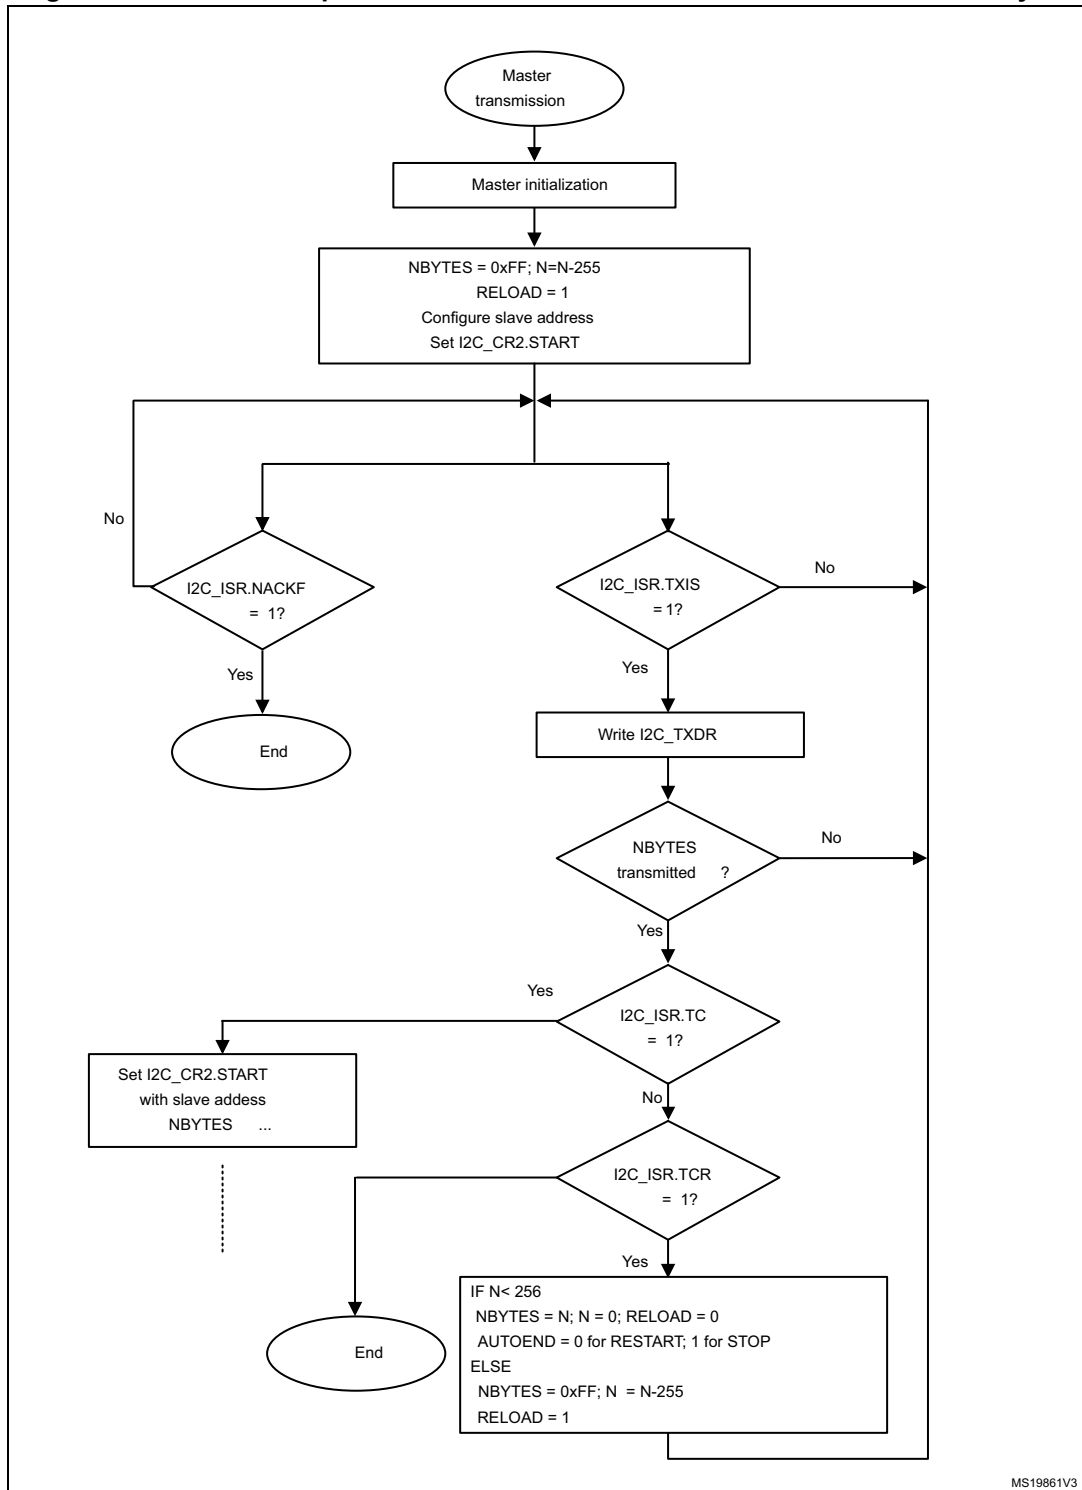 Master
transmission
Master initialization
NBYTES = 0xFF; N=N-255
RELOAD = 1
Configure slave address
Set I2C_CR2.START
No
I2C_ISR.NACKF
= 1?
Yes
End
I2C_ISR.TXIS
= 1?
No
Yes
Write I2C_TXDR
NBYTES
transmitted ?
No
Yes
I2C_ISR.TC
= 1?
Yes
Set I2C_CR2.START
with slave addess
NBYTES ...
No
I2C_ISR.TCR
= 1?
Yes
End
IF N< 256
NBYTES = N; N = 0; RELOAD = 0
AUTOEND = 0 for RESTART; 1 for STOP
ELSE
NBYTES = 0xFF; N = N-255
RELOAD = 1
MS19861V3